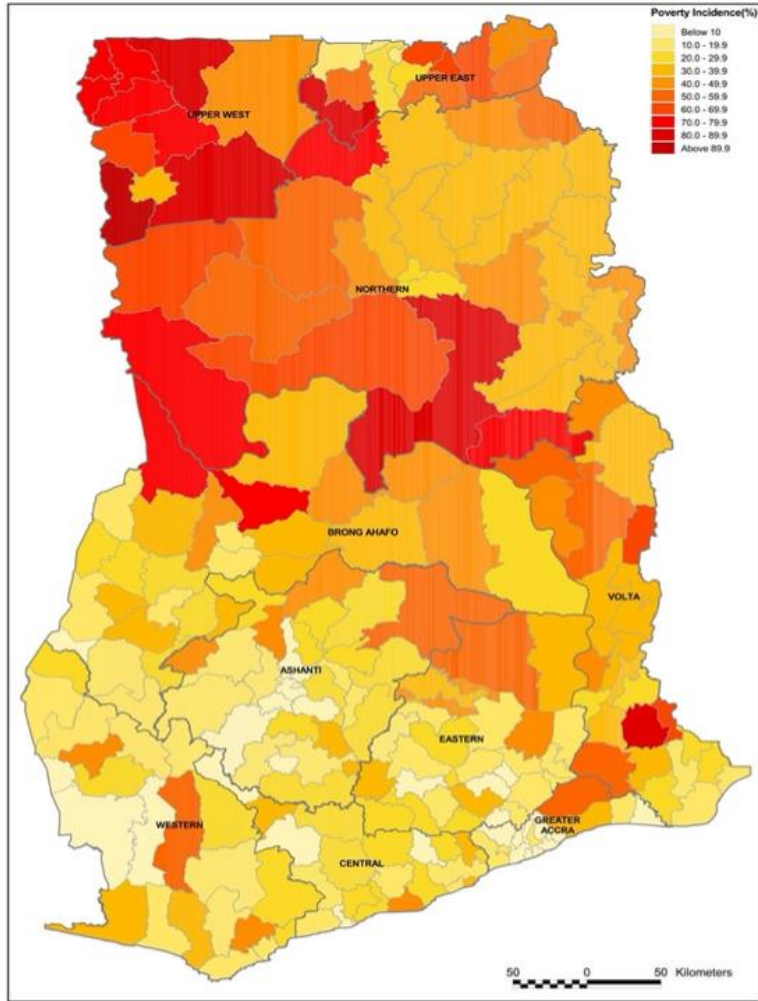 Poverty Incidence(%)
Below 10
10.0 - 19.9
20.0 - 29.9
30.0 - 39.9
40.0 - 49.9
50.0 - 59.9
60.0 - 69.9
70.0 - 79.9
80.0 - 89.9
Above 89.9
UPPER EAST
UPPER WEST
NORTHERN
BRONG AHAFO
VOLTA
ASHANTI
EASTERN
WESTERN
GREATER
ACCRA
CENTRAL
50 0 50 Kilometers